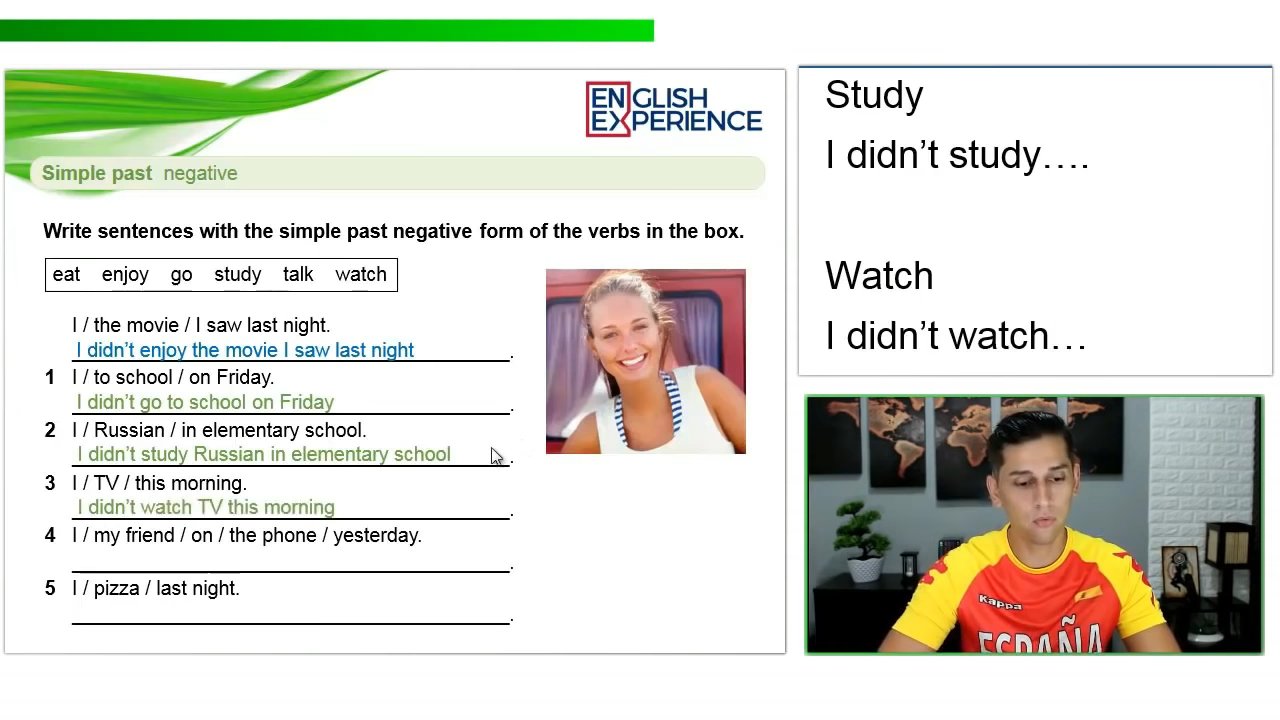 ENGLISH
EXPERIENCE
Simple past negative
Write sentences with the simple past negative form of the verbs in the box.
eat enjoy go study talk watch
I / the movie / I saw last night.
I didn't enjoy the movie I saw last night.
1 I / to school / on Friday.
I didn't go to school on Friday.
2 I / Russian / in elementary school.
I didn't study Russian in elementary school.
3 I / TV / this morning.
I didn't watch TV this morning.
4 I / my friend / on / the phone / yesterday.
.
5 I / pizza / last night.
.
Study
I didn’t study….
Watch
I didn’t watch…
Kappa
ESPAÑA